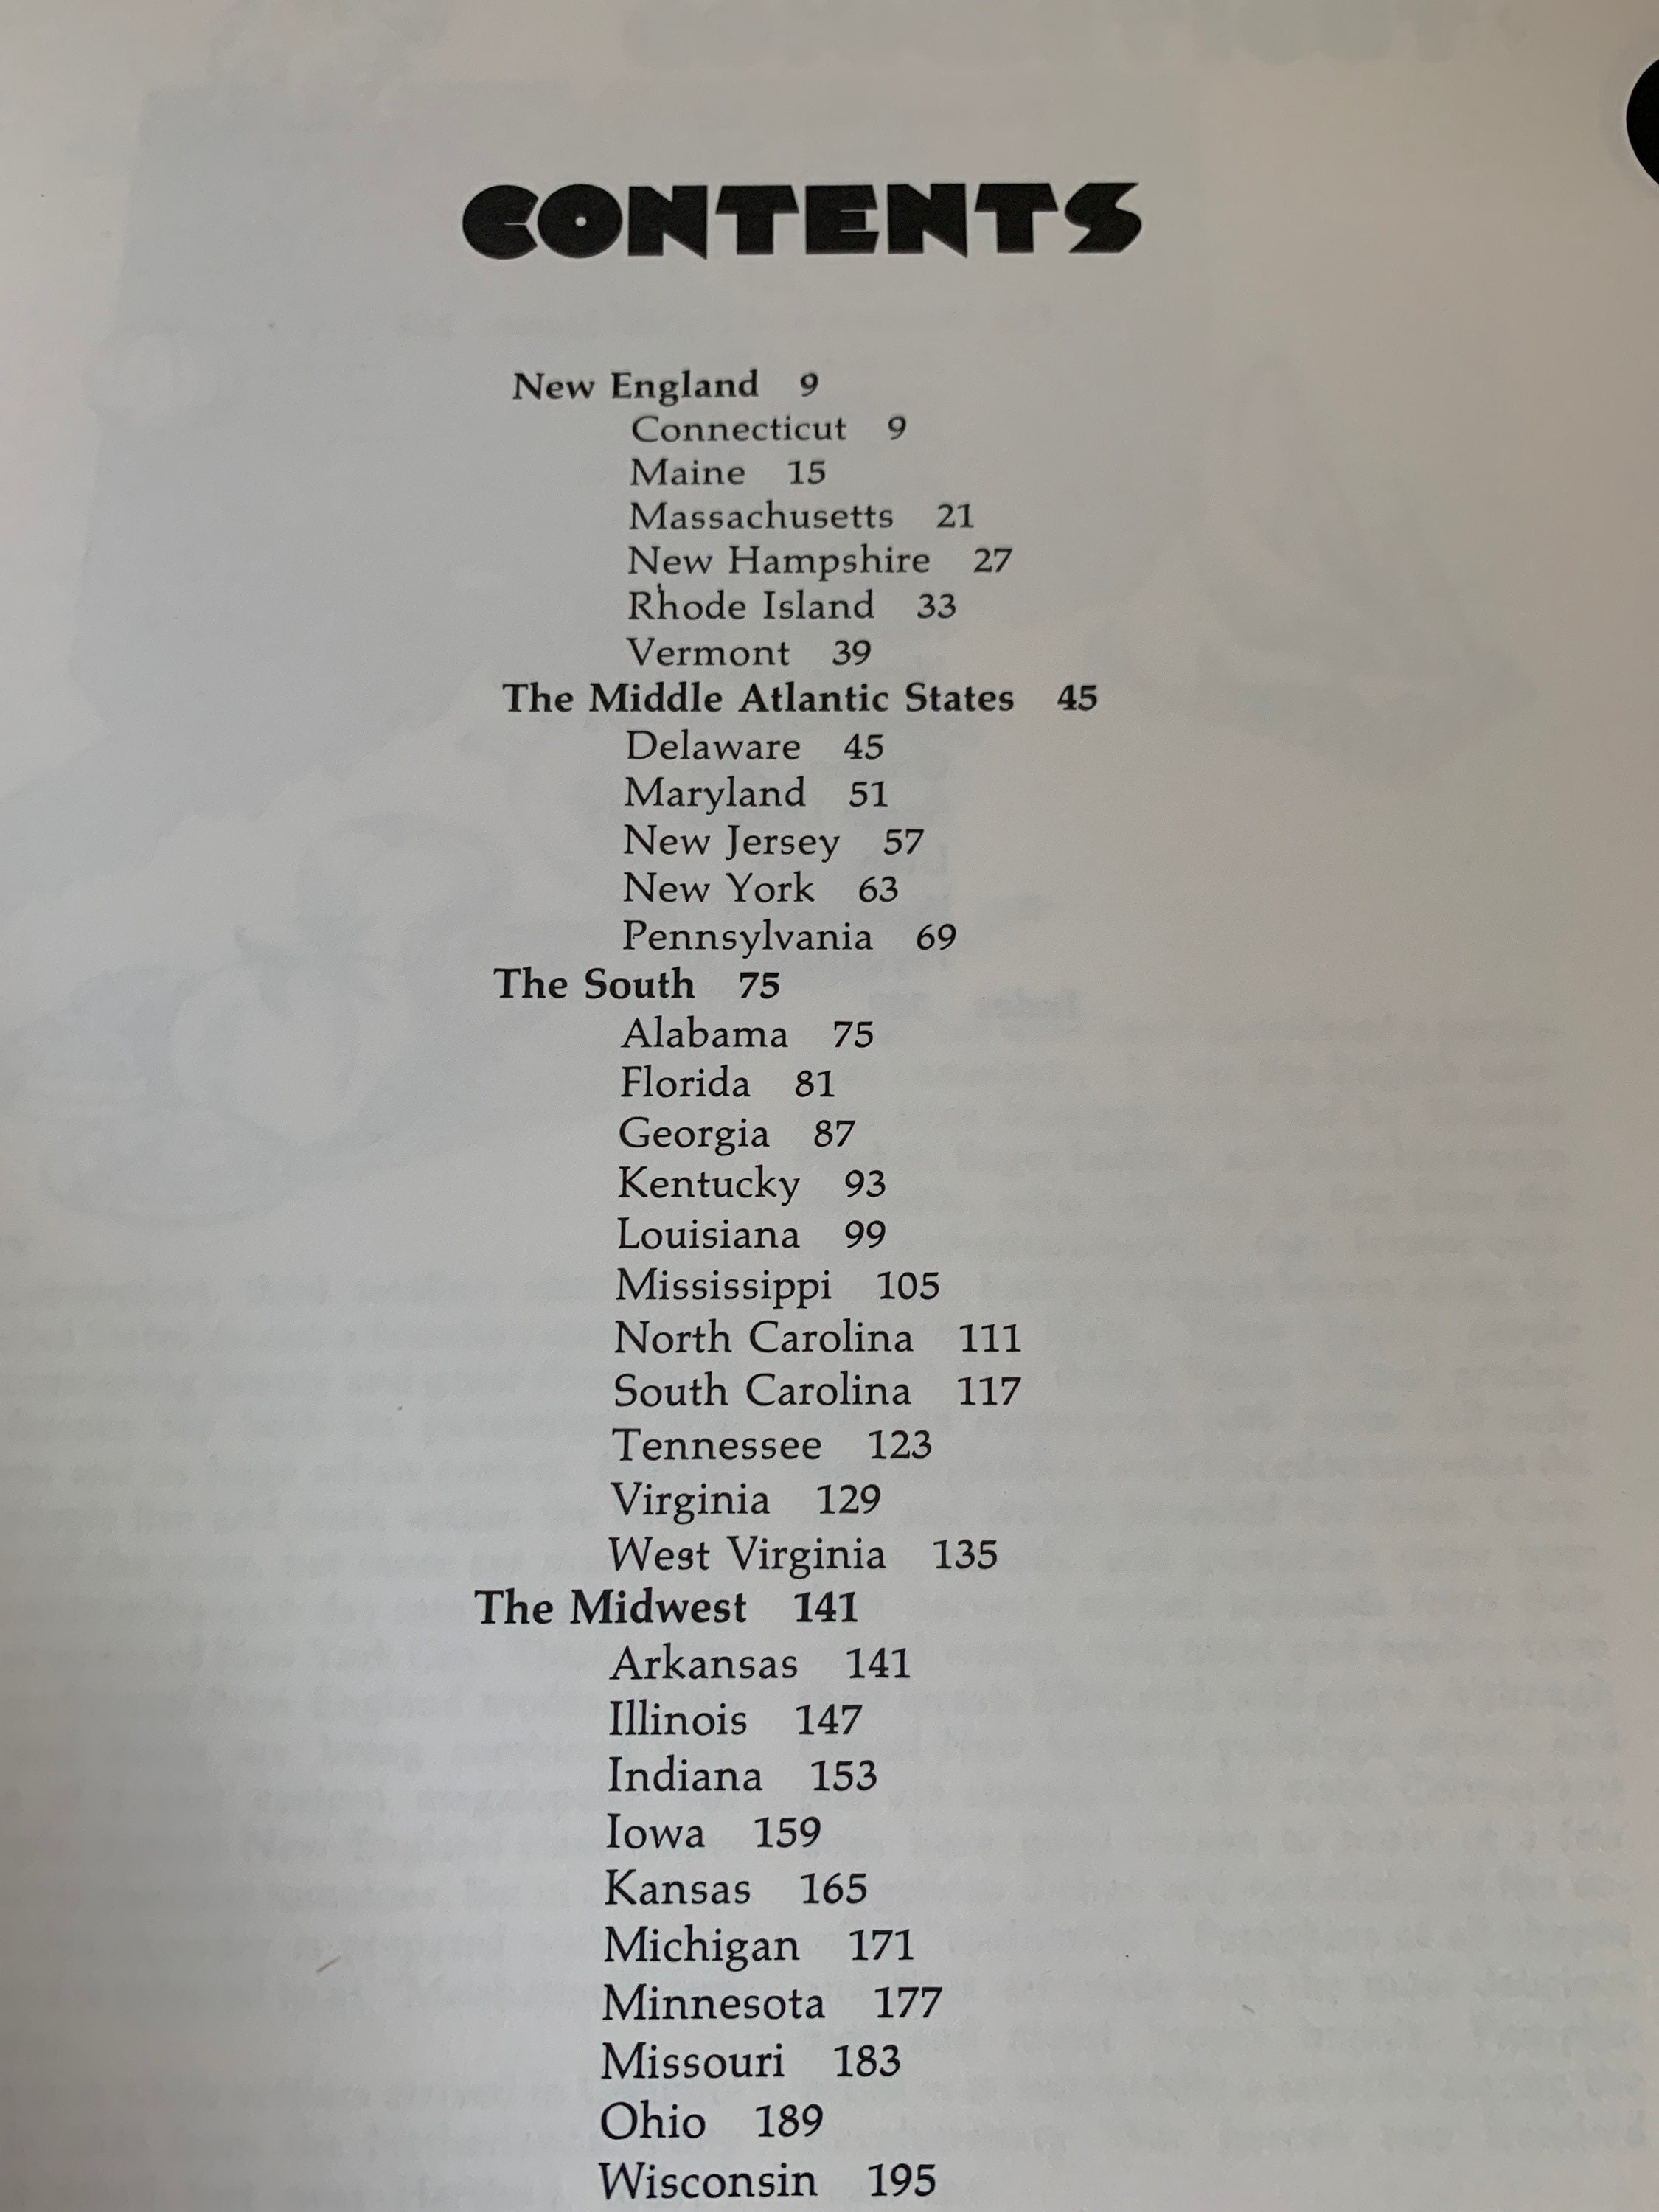 CONTENTS
New England 9
Connecticut 9
Maine 15
Massachusetts 21
New Hampshire 27
Rhode Island 33
Vermont 39
The Middle Atlantic States 45
Delaware 45
Maryland 51
New Jersey 57
New York 63
Pennsylvania 69
The South 75
Alabama 75
Florida 81
Georgia 87
Kentucky 93
Louisiana 99
Mississippi 105
North Carolina 111
South Carolina 117
Tennessee 123
Virginia 129
West Virginia 135
The Midwest 141
Arkansas 141
Illinois 147
Indiana 153
Iowa 159
Kansas 165
Michigan 171
Minnesota 177
Missouri 183
Ohio 189
Wisconsin 195